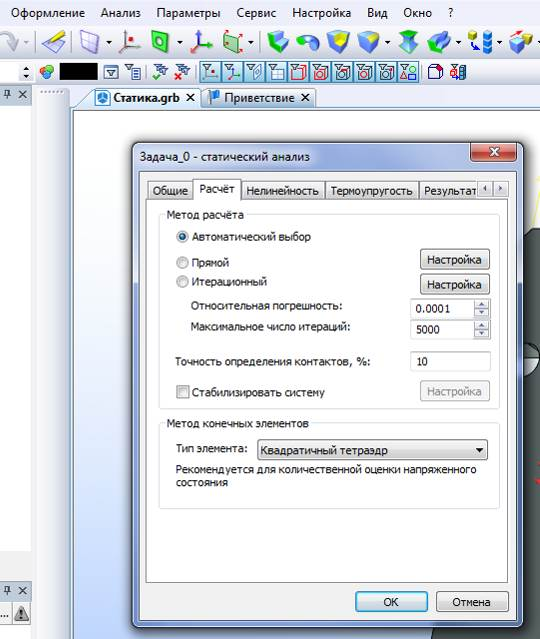 Оформление Анализ Параметры Сервис Настройка Вид Окно ?
Статика.grb Приветствие
Задача_0 - статический анализ
Общие Расчёт Нелинейность Термоупругость Результат
Метод расчёта
Автоматический выбор
Прямой Настройка
Итерационный Настройка
Относительная погрешность: 0.0001
Максимальное число итераций: 5000
Точность определения контактов, %: 10
Стабилизировать систему Настройка
Метод конечных элементов
Тип элемента: Квадратичный тетраэдр
Рекомендуется для количественной оценки напряженного
состояния
...
OK Отмена